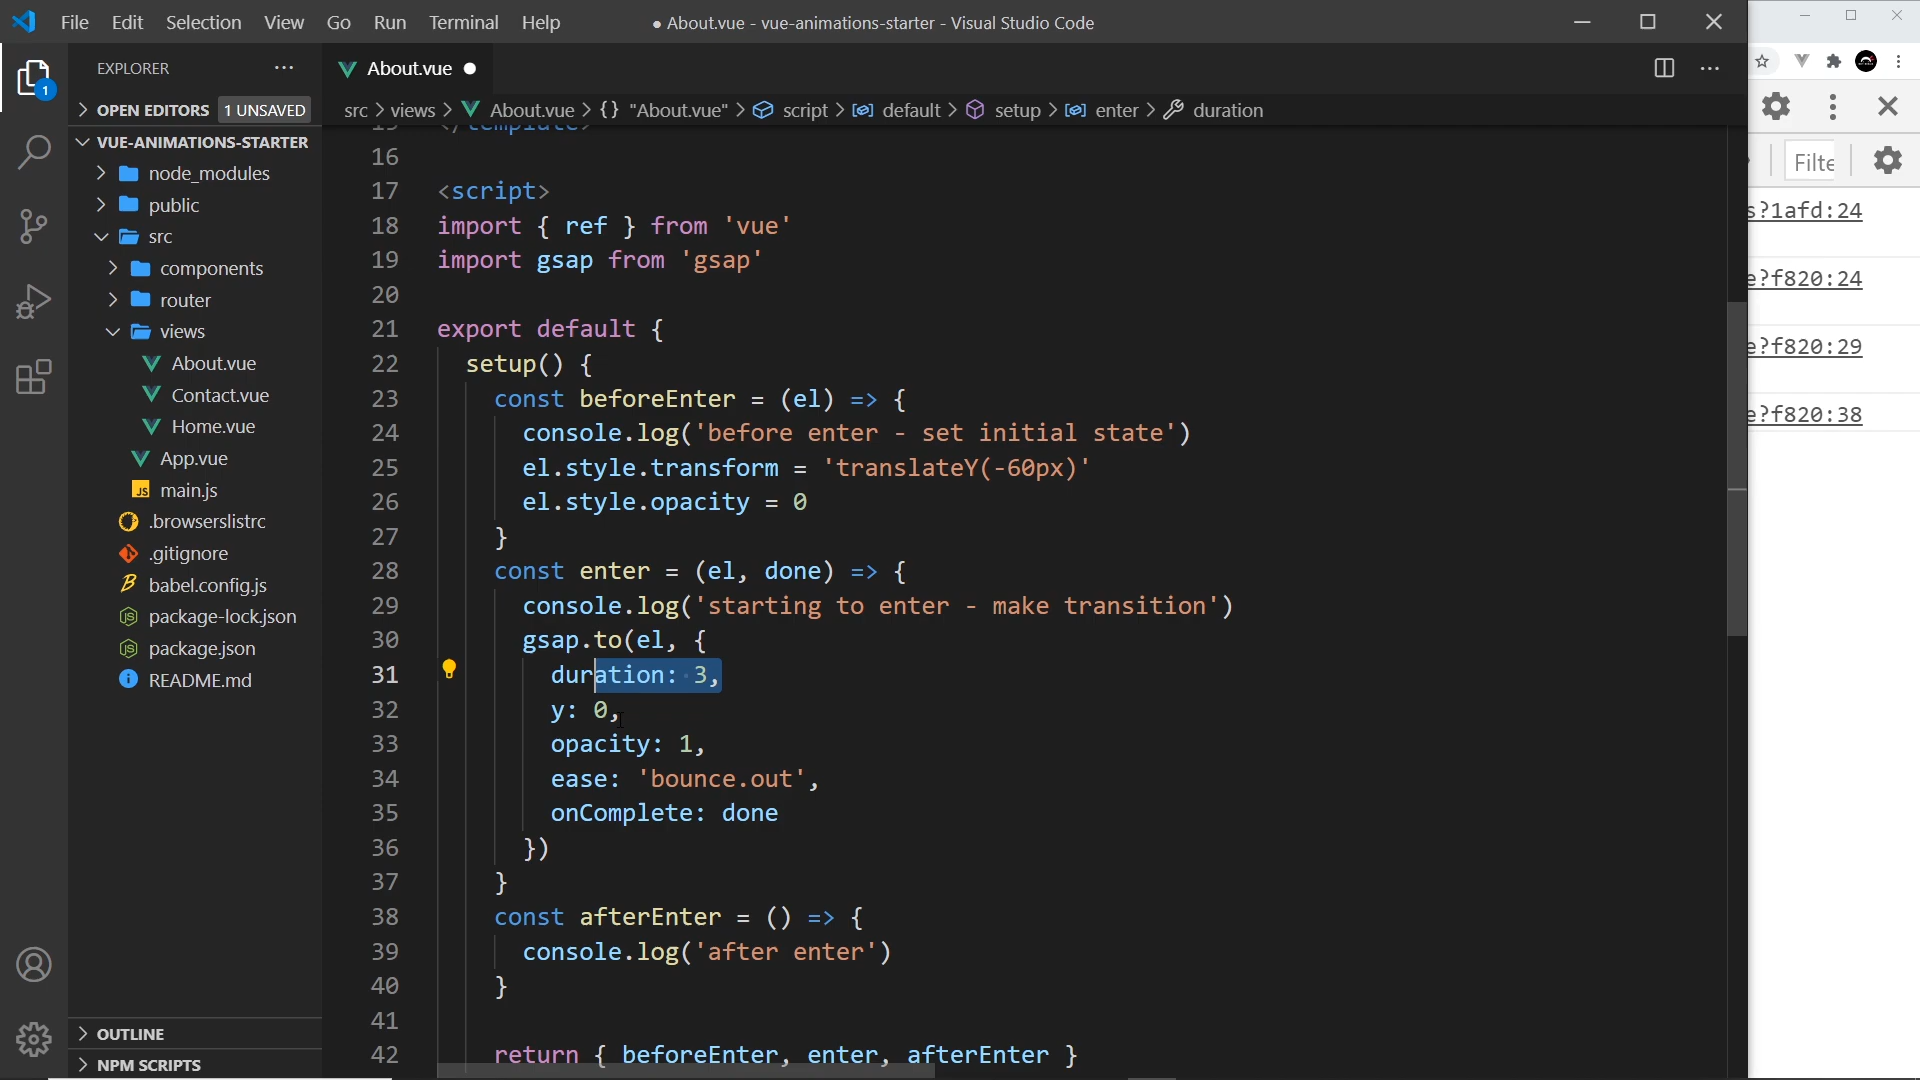 File Edit Selection View Go Run Terminal Help
● About.vue - vue-animations-starter - Visual Studio Code
EXPLORER
OPEN EDITORS 1 UNSAVED
VUE-ANIMATIONS-STARTER
node_modules
public
src
components
router
views
About.vue
Contact.vue
Home.vue
App.vue
main.js
.browserslistrc
.gitignore
babel.config.js
package-lock.json
package.json
README.md
OUTLINE
NPM SCRIPTS
1
About.vue
src > views > About.vue > {} "About.vue" > script > default > setup > enter > duration
15 </template>
16
17 <script>
18 import { ref } from 'vue'
19 import gsap from 'gsap'
20
21 export default {
22 setup() {
23 const beforeEnter = (el) => {
24 console.log('before enter - set initial state')
25 el.style.transform = 'translateY(-60px)'
26 el.style.opacity = 0
27 }
28 const enter = (el, done) => {
29 console.log('starting to enter - make transition')
30 gsap.to(el, {
31 duration: 3,
32 y: 0,
33 opacity: 1,
34 ease: 'bounce.out',
35 onComplete: done
36 })
37 }
38 const afterEnter = () => {
39 console.log('after enter')
40 }
41
42 return { beforeEnter, enter, afterEnter }
Filte
s?1afd:24
e?f820:24
e?f820:29
e?f820:38